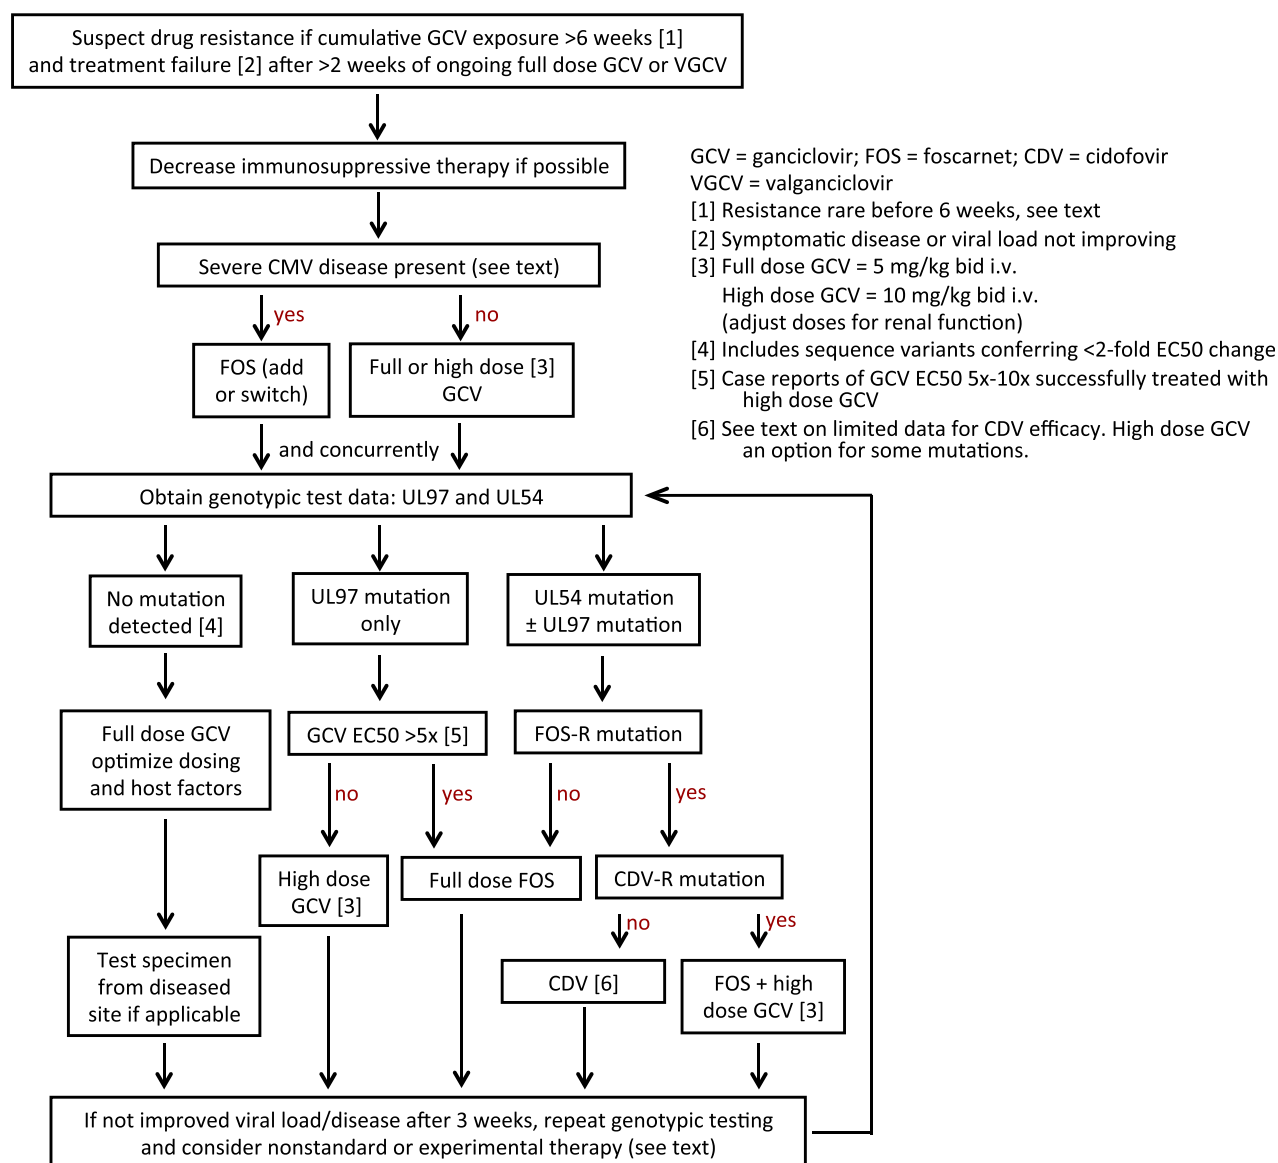 Suspect drug resistance if cumulative GCV exposure >6 weeks [1]
and treatment failure [2] after >2 weeks of ongoing full dose GCV or VGCV
Decrease immunosuppressive therapy if possible
GCV = ganciclovir; FOS = foscarnet; CDV = cidofovir
VGCV = valganciclovir
[1] Resistance rare before 6 weeks, see text
[2] Symptomatic disease or viral load not improving
[3] Full dose GCV = 5 mg/kg bid i.v.
High dose GCV = 10 mg/kg bid i.v.
(adjust doses for renal function)
[4] Includes sequence variants conferring <2-fold EC50 change
[5] Case reports of GCV EC50 5x-10x successfully treated with
high dose GCV
[6] See text on limited data for CDV efficacy. High dose GCV
an option for some mutations.
Severe CMV disease present (see text)
yes
no
FOS (add
or switch)
Full or high dose [3]
GCV
and concurrently
Obtain genotypic test data: UL97 and UL54
No mutation
detected [4]
UL97 mutation
only
UL54 mutation
± UL97 mutation
Full dose GCV
optimize dosing
and host factors
GCV EC50 >5x [5]
FOS-R mutation
no
yes
no
yes
High dose
GCV [3]
Full dose FOS
CDV-R mutation
no
yes
Test specimen
from diseased
site if applicable
CDV [6]
FOS + high
dose GCV [3]
If not improved viral load/disease after 3 weeks, repeat genotypic testing
and consider nonstandard or experimental therapy (see text)